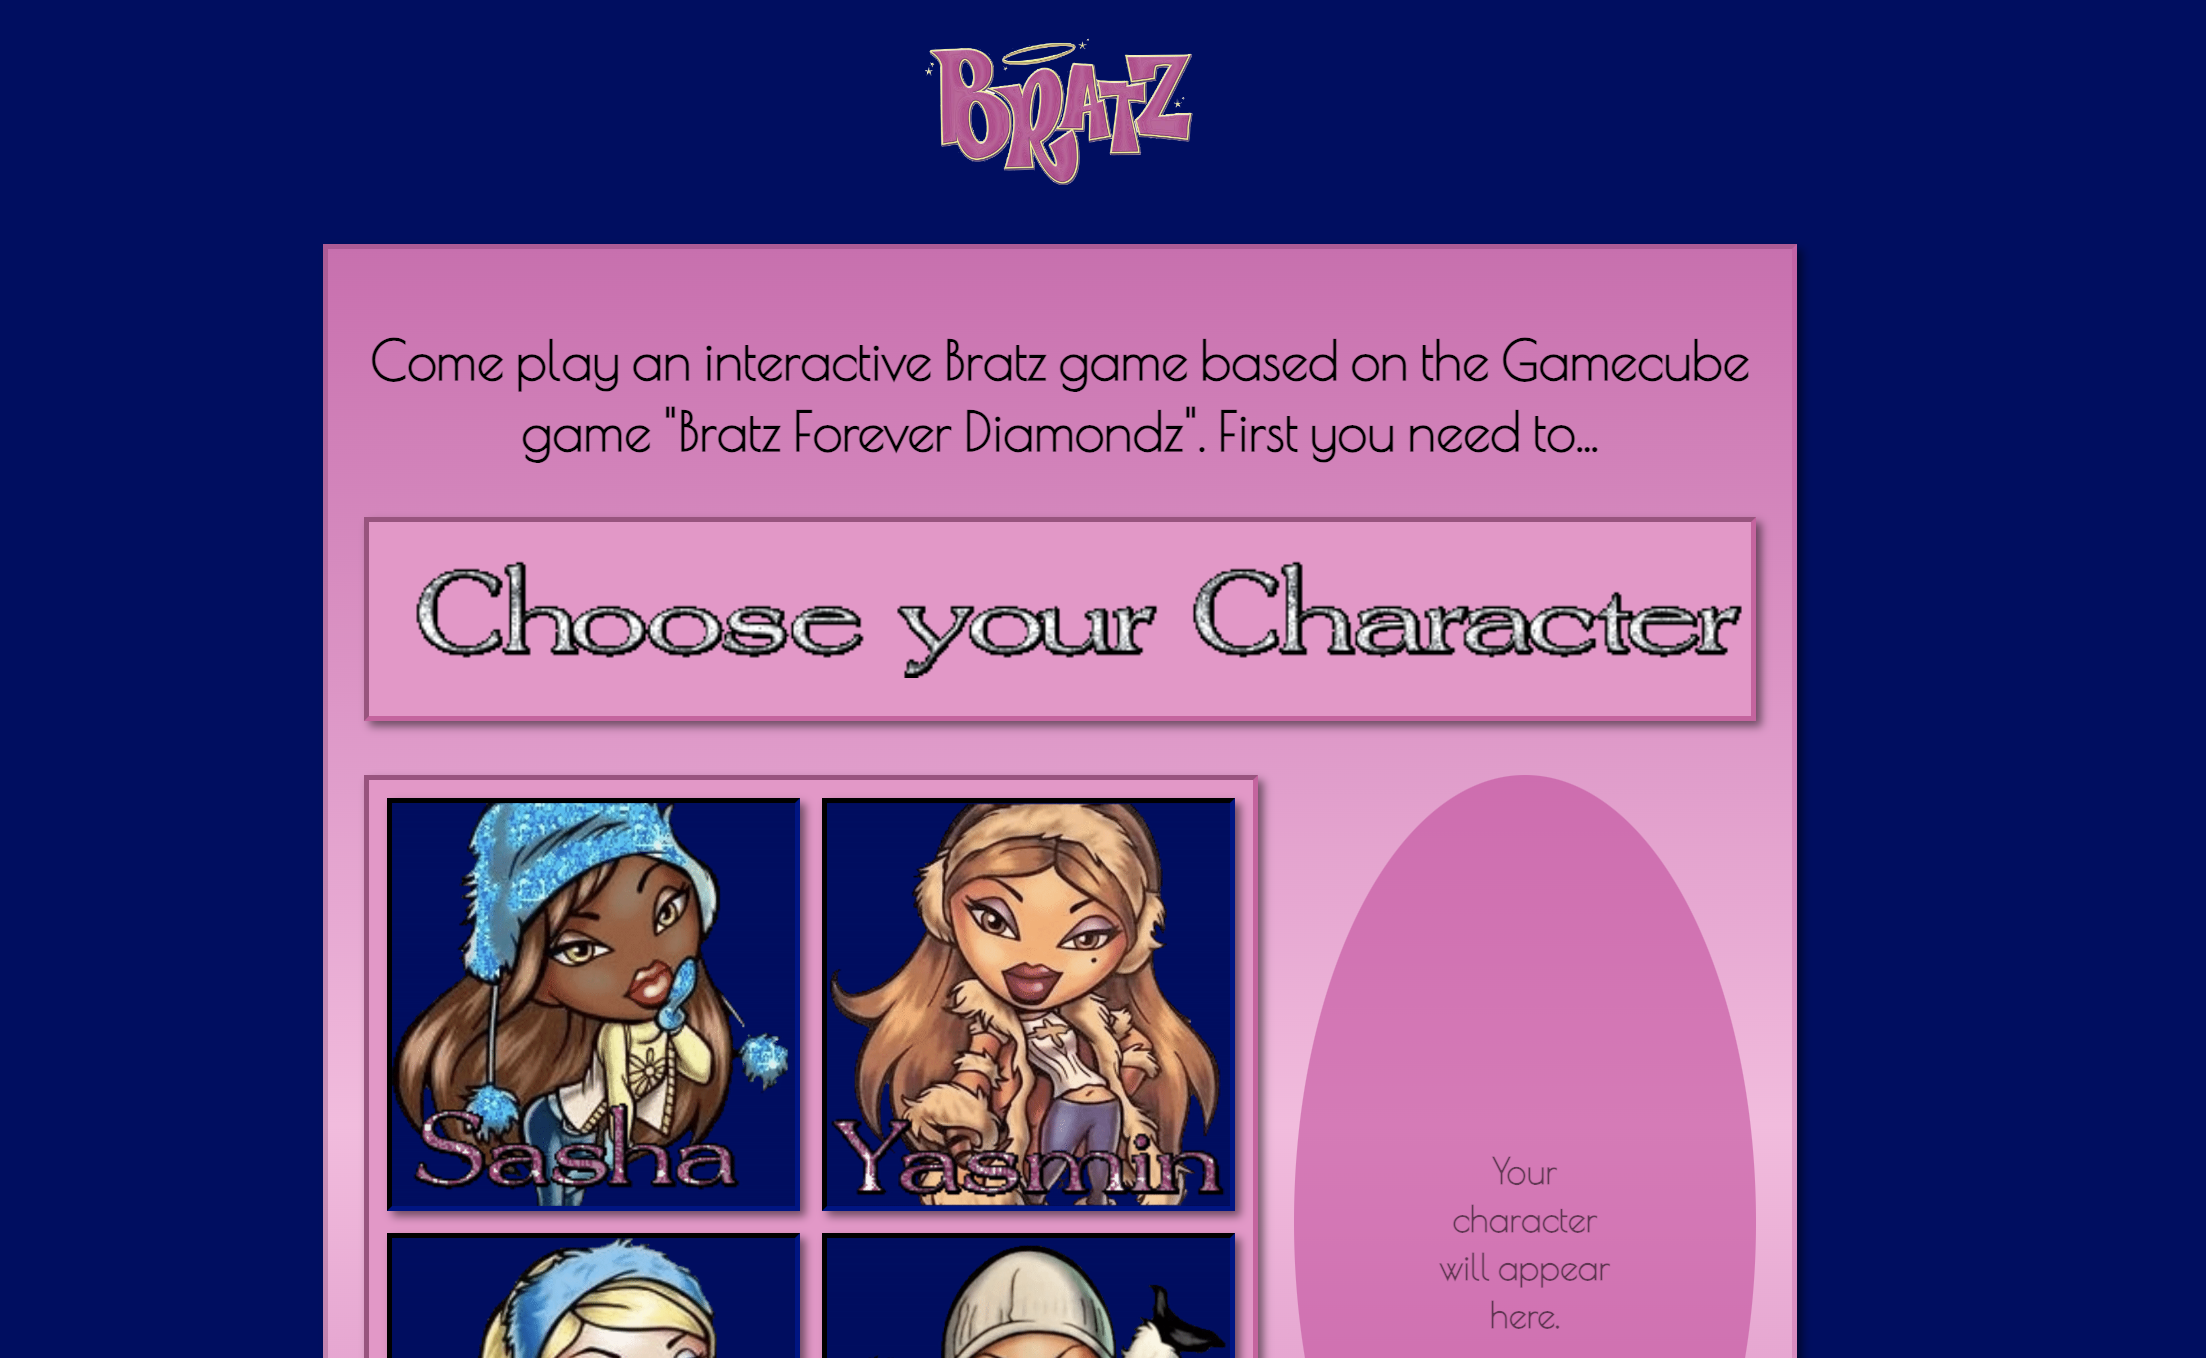 BRATZ
Come play an interactive Bratz game based on the Gamecube
game "Bratz Forever Diamondz". First you need to...
Choose your Character
Sasha
Yasmin
Your
character
will appear
here.